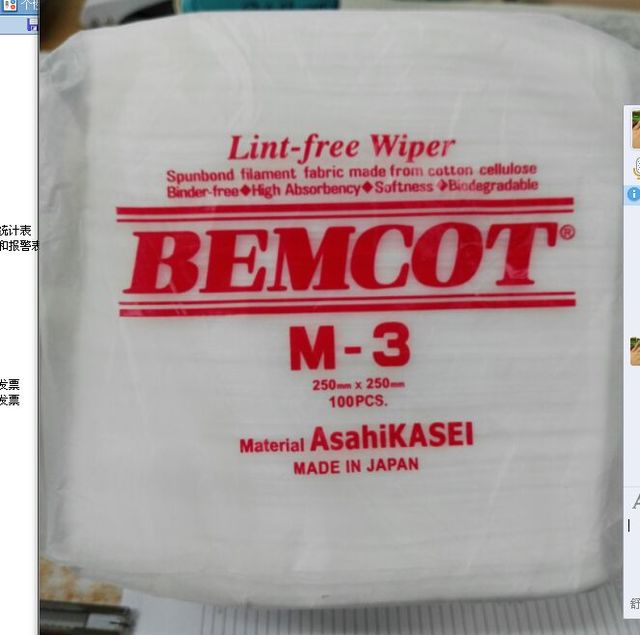 Lint-free Wiper
Spunbond filament fabric made from cotton cellulose
Binder-free◆High Absorbency◆Softness ◆Biodegradable
BEMCOT®
M-3
250mm x 250mm
100PCS.
Material AsahiKASEI
MADE IN JAPAN
统计表
和报警表
发票
发票